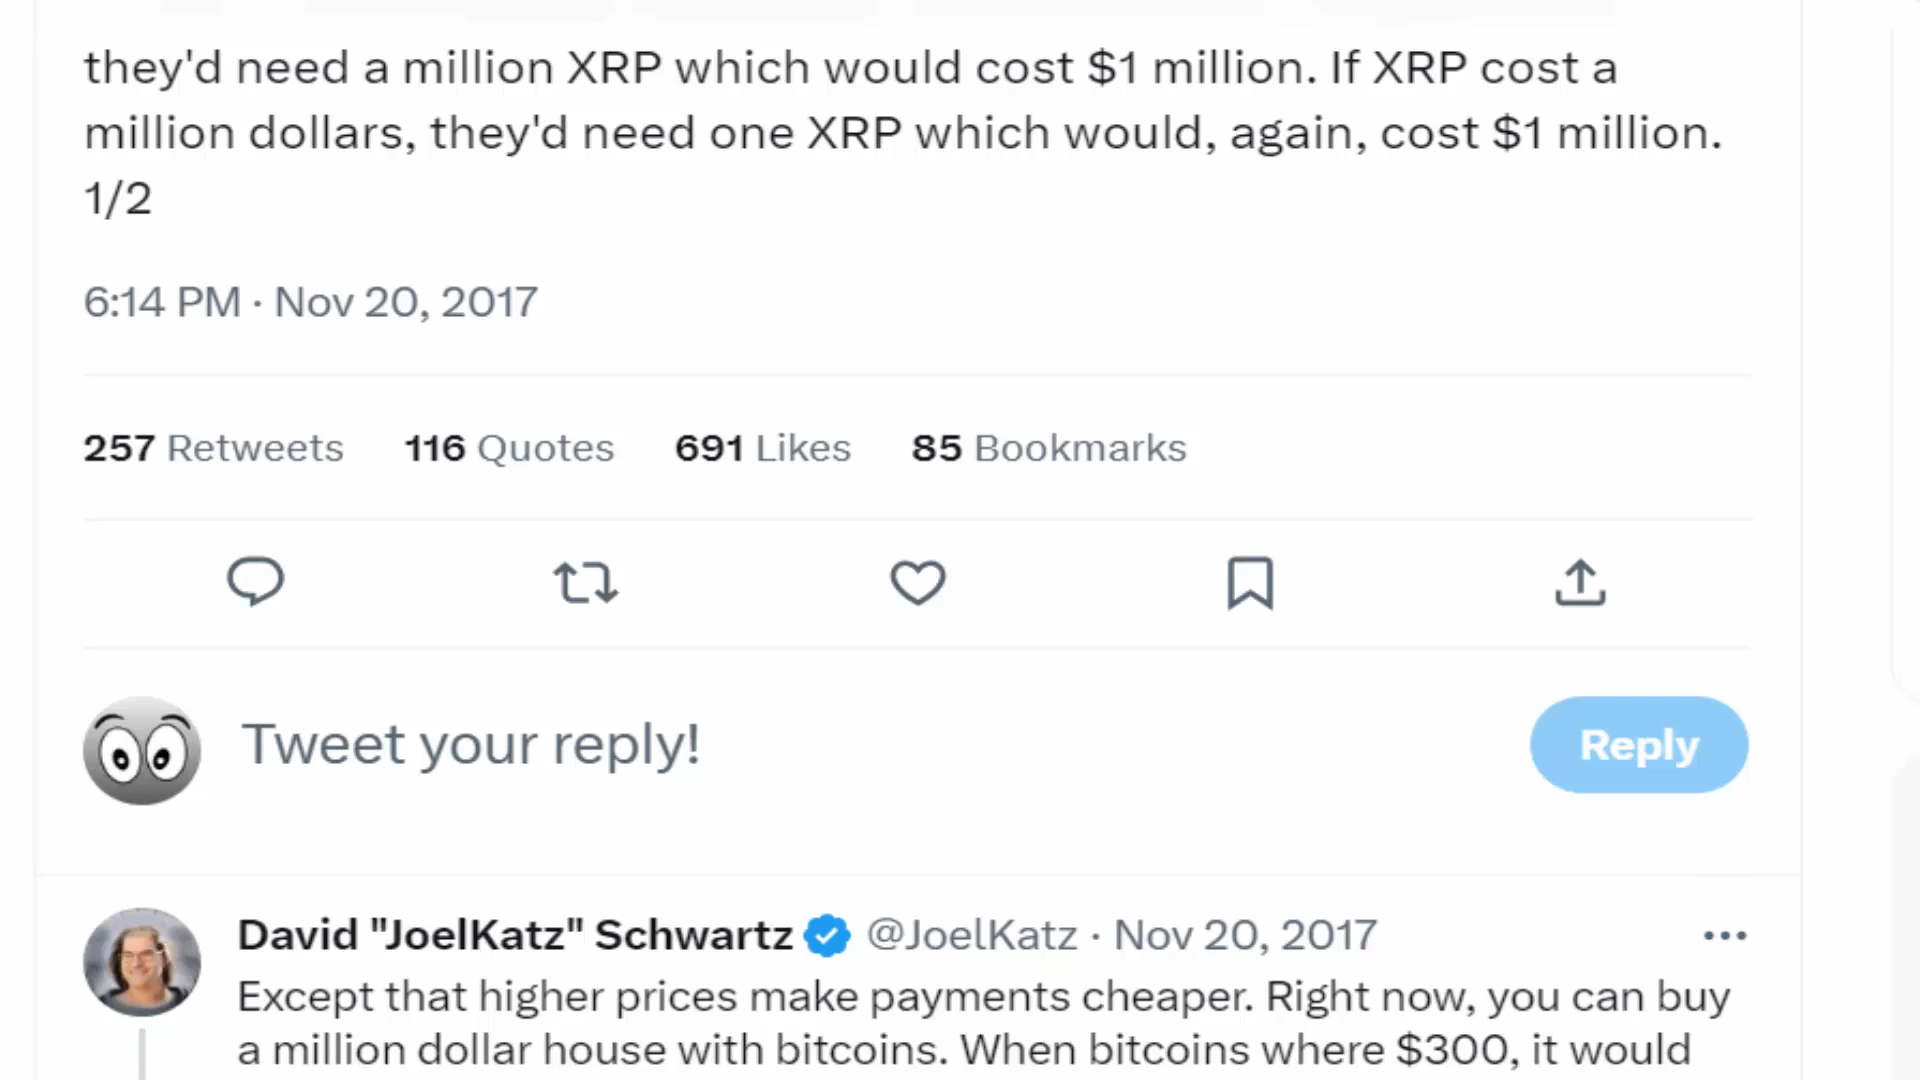 they'd need a million XRP which would cost $1 million. If XRP cost a
million dollars, they'd need one XRP which would, again, cost $1 million.
1/2
6:14 PM · Nov 20, 2017
257 Retweets 116 Quotes 691 Likes 85 Bookmarks
Tweet your reply!
Reply
David "JoelKatz" Schwartz @JoelKatz · Nov 20, 2017
Except that higher prices make payments cheaper. Right now, you can buy
a million dollar house with bitcoins. When bitcoins where $300, it would